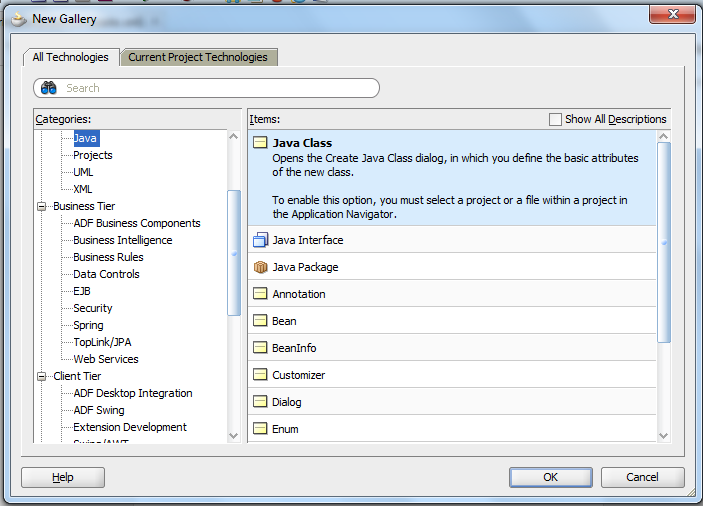 New Gallery
All Technologies
Current Project Technologies
Search
Categories:
Java
Projects
UML
XML
Business Tier
ADF Business Components
Business Intelligence
Business Rules
Data Controls
EJB
Security
Spring
TopLink/JPA
Web Services
Client Tier
ADF Desktop Integration
ADF Swing
Extension Development
Swing/AWT
Items:
Show All Descriptions
Java Class
Opens the Create Java Class dialog, in which you define the basic attributes
of the new class.
To enable this option, you must select a project or a file within a project in
the Application Navigator.
Java Interface
Java Package
Annotation
Bean
BeanInfo
Customizer
Dialog
Enum
Help
OK
Cancel